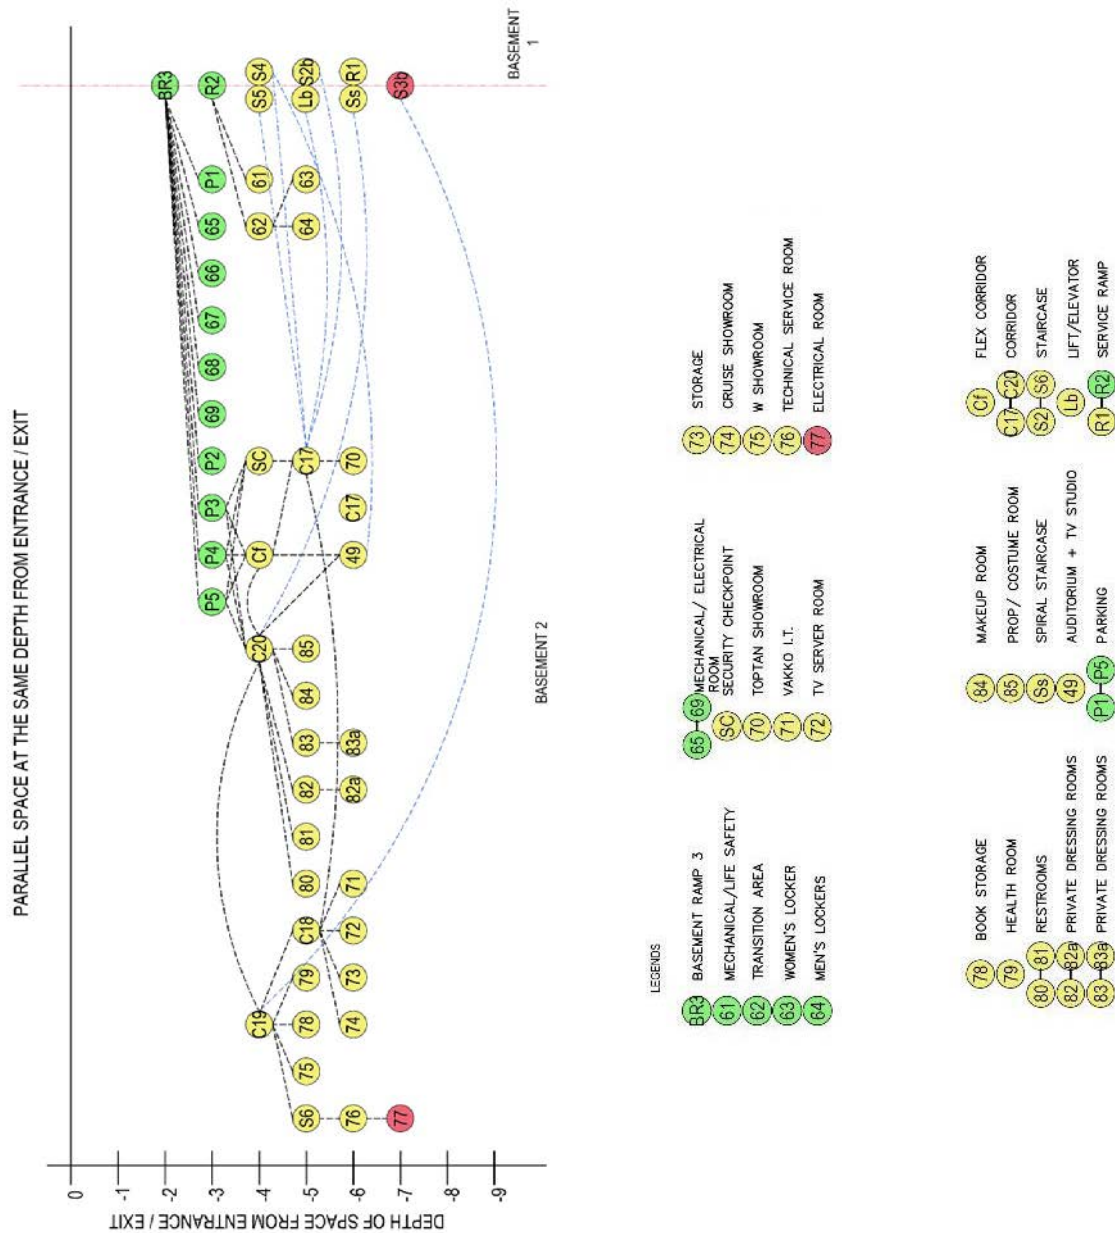 PARALLEL SPACE AT THE SAME DEPTH FROM ENTRANCE / EXIT
DEPTH OF SPACE FROM ENTRANCE / EXIT
0
-1
-2
-3
-4
-5
-6
-7
-8
-9
BR3
P5 P4 P3 P2 69 68 67 66 65 P1 R2
C19 C20 Cf SC 62 61 S5 S4
S6 75 78 79 C18 80 81 82 83 84 85 C17 64 63 Lb S2b
76 74 73 72 71 82a 83a 49 C17 70 Ss R1
77 S3b
BASEMENT 2
BASEMENT
1
LEGENDS
BR3 BASEMENT RAMP 3
61 MECHANICAL/LIFE SAFETY
62 TRANSITION AREA
63 WOMEN'S LOCKER
64 MEN'S LOCKERS
65 69 MECHANICAL/ ELECTRICAL
ROOM
SC SECURITY CHECKPOINT
70 TOPTAN SHOWROOM
71 VAKKO I.T.
72 TV SERVER ROOM
73 STORAGE
74 CRUISE SHOWROOM
75 W SHOWROOM
76 TECHNICAL SERVICE ROOM
77 ELECTRICAL ROOM
78 BOOK STORAGE
79 HEALTH ROOM
80 81 RESTROOMS
82 82a PRIVATE DRESSING ROOMS
83 83a PRIVATE DRESSING ROOMS
84 MAKEUP ROOM
85 PROP/ COSTUME ROOM
Ss SPIRAL STAIRCASE
49 AUDITORIUM + TV STUDIO
P1 P5 PARKING
Cf FLEX CORRIDOR
C17 C20 CORRIDOR
S2 S6 STAIRCASE
Lb LIFT/ELEVATOR
R1 R2 SERVICE RAMP